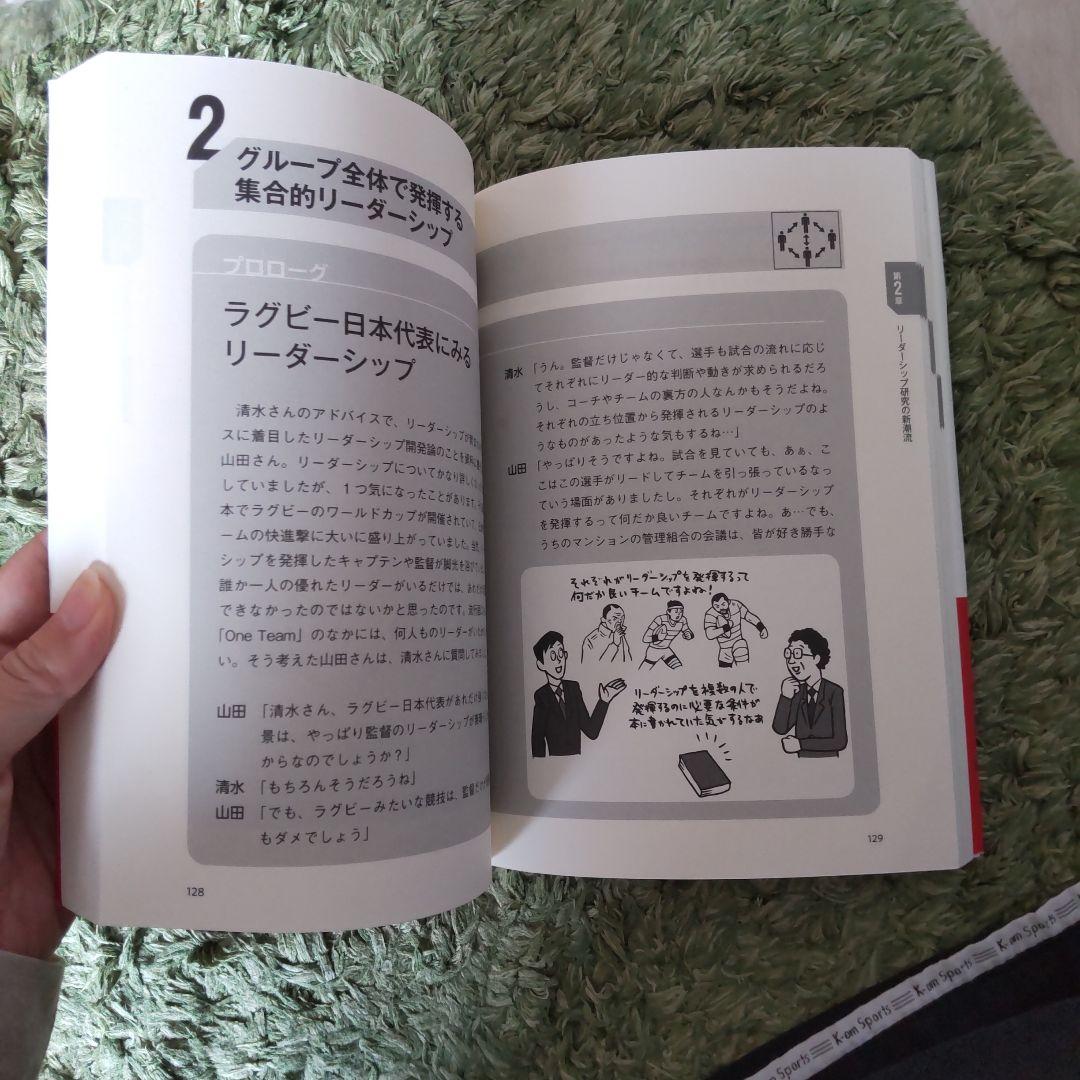 2
グループ全体で発揮する
集合的リーダーシップ
プロローグ
ラグビー日本代表にみる
リーダーシップ
清水さんのアドバイスで、リーダーシップが
スに着目したリーダーシップ開発論のことを
山田さん。リーダーシップについてかなり詳しく
していましたが、1つ気になったことがあります。
本でラグビーのワールドカップが開催されていて、
ームの快進撃に大いに盛り上がっていました。
シップを発揮したキャプテンや監督が脚光を
誰か一人の優れたリーダーがいるだけでは、
できなかったのではないかと思ったのです。
「One Team」のなかには、何人ものリーダーがい
い。そう考えた山田さんは、清水さんに質問してみ
山田 「清水さん、ラグビー日本代表があれだけ
景は、やっぱり監督のリーダーシップが
からなのでしょうか？」
清水 「もちろんそうだろうね」
山田 「でも、ラグビーみたいな競技は、監督だけ
もダメでしょう」
128
第2章
リーダーシップ研究の新潮流
清水 「うん。監督だけじゃなくて、選手も試合の流れに応じ
てそれぞれにリーダー的な判断や動きが求められるだろ
うし、コーチやチームの裏方の人なんかもそうだよね。
それぞれの立ち位置から発揮されるリーダーシップのよ
うなものがあったような気もするね…」
山田 「やっぱりそうですよね。試合を見ていても、あぁ、こ
こはこの選手がリードしてチームを引っ張っているなっ
ていう場面がありましたし。それぞれがリーダーシップ
を発揮するって何だか良いチームですよね。あ…でも、
うちのマンションの管理組合の会議は、皆が好き勝手な
それぞれがリーダーシップを発揮するって
何だか良いチームですよね！
リーダーシップを複数の人で
発揮するのに必要な条件が
本に書かれていた気がするなあ
129
K-am Sports
K-am Sports
K-am Sports
am Sports